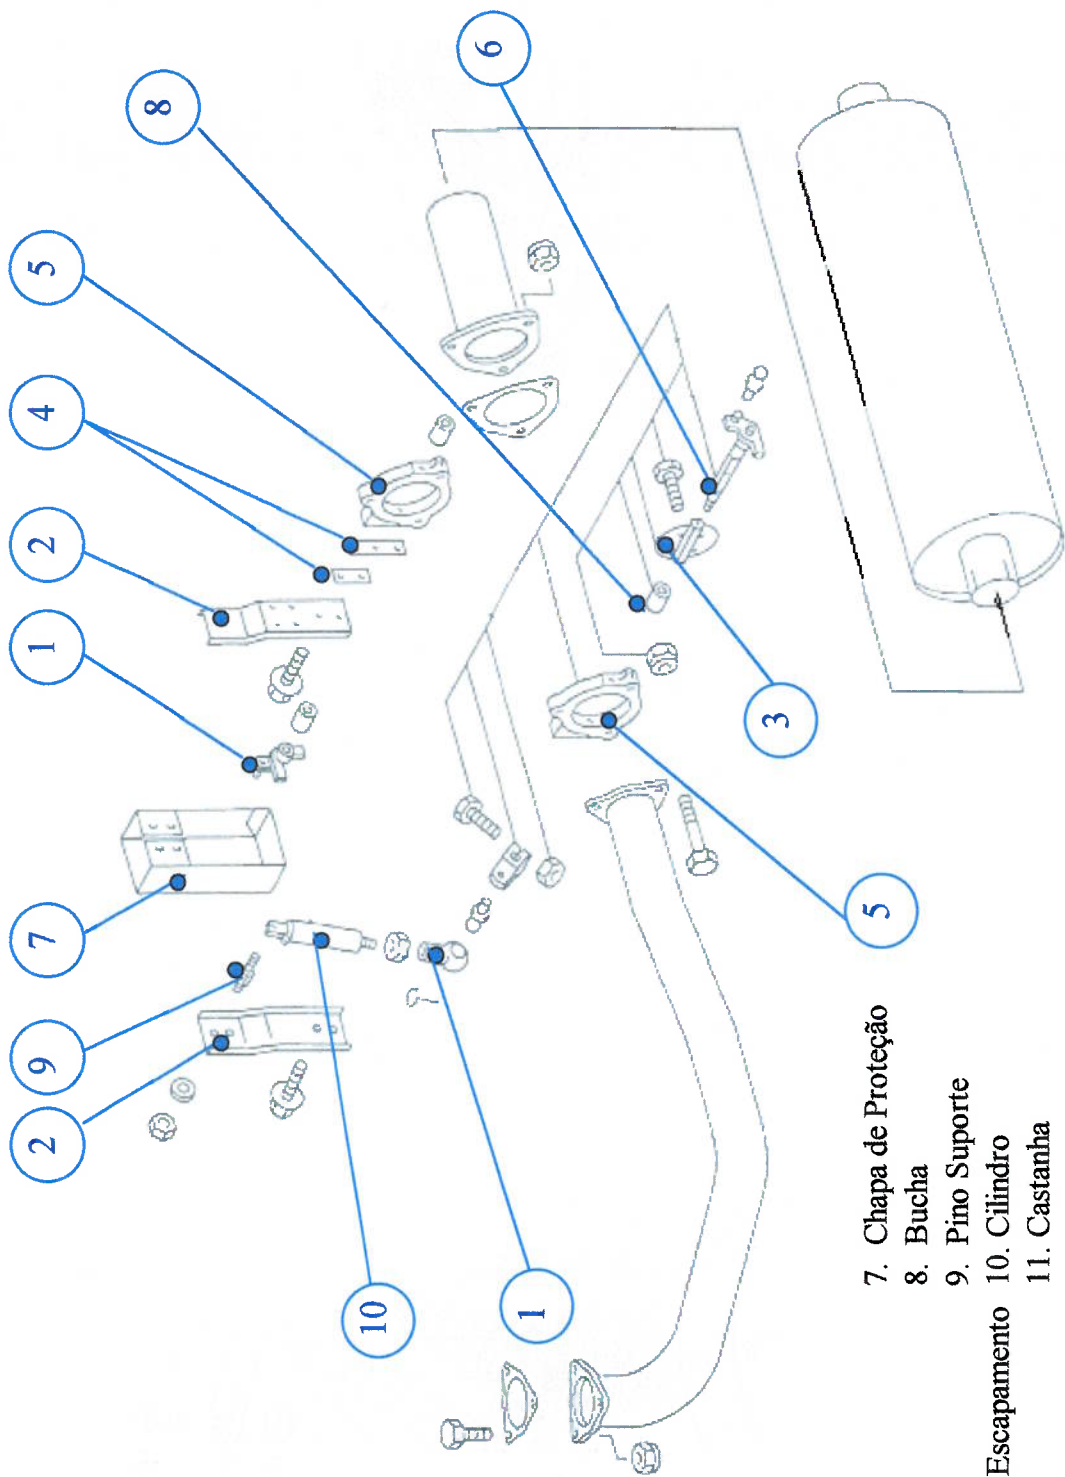 6
8
5
4
2
1
7
9
2
3
5
10
1
7. Chapa de Proteção
8. Bucha
9. Pino Suporte
Escapamento 10. Cilindro
11. Castanha